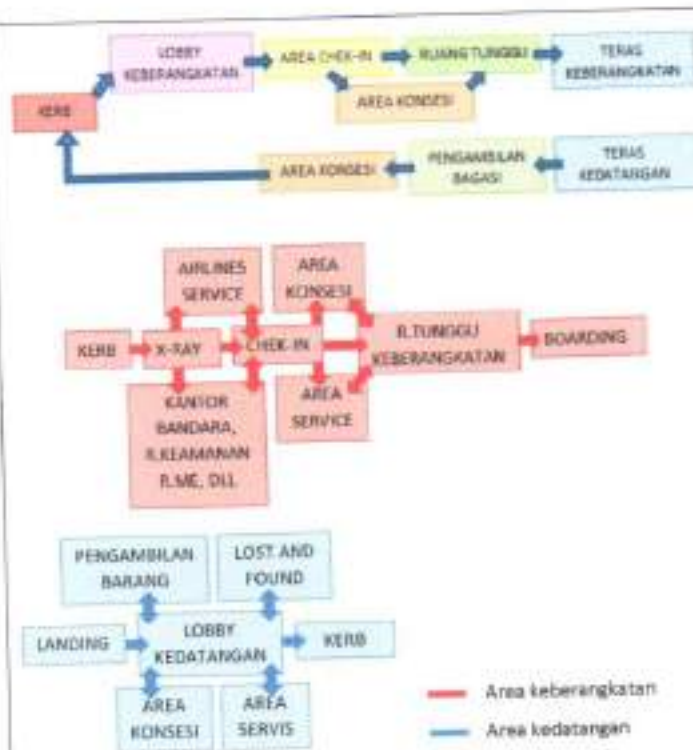 LOBBY
KEBERANGKATAN
AREA CHEK-IN
RUANG TUNGGU
TERAS
KEBERANGKATAN
KERB
AREA KONSESI
AREA KONSESI
PENGAMBILAN
BAGASI
TERAS
KEDATANGAN
AIRLINES
SERVICE
AREA
KONSESI
KERB
X-RAY
CHEK-IN
R.TUNGGU
KEBERANGKATAN
BOARDING
KANTOR
BANDARA,
R.KEAMANAN
R.ME, DLL
AREA
SERVICE
PENGAMBILAN
BARANG
LOST AND
FOUND
LANDING
LOBBY
KEDATANGAN
KERB
AREA
KONSESI
AREA
SERVIS
Area keberangkatan
Area kedatangan